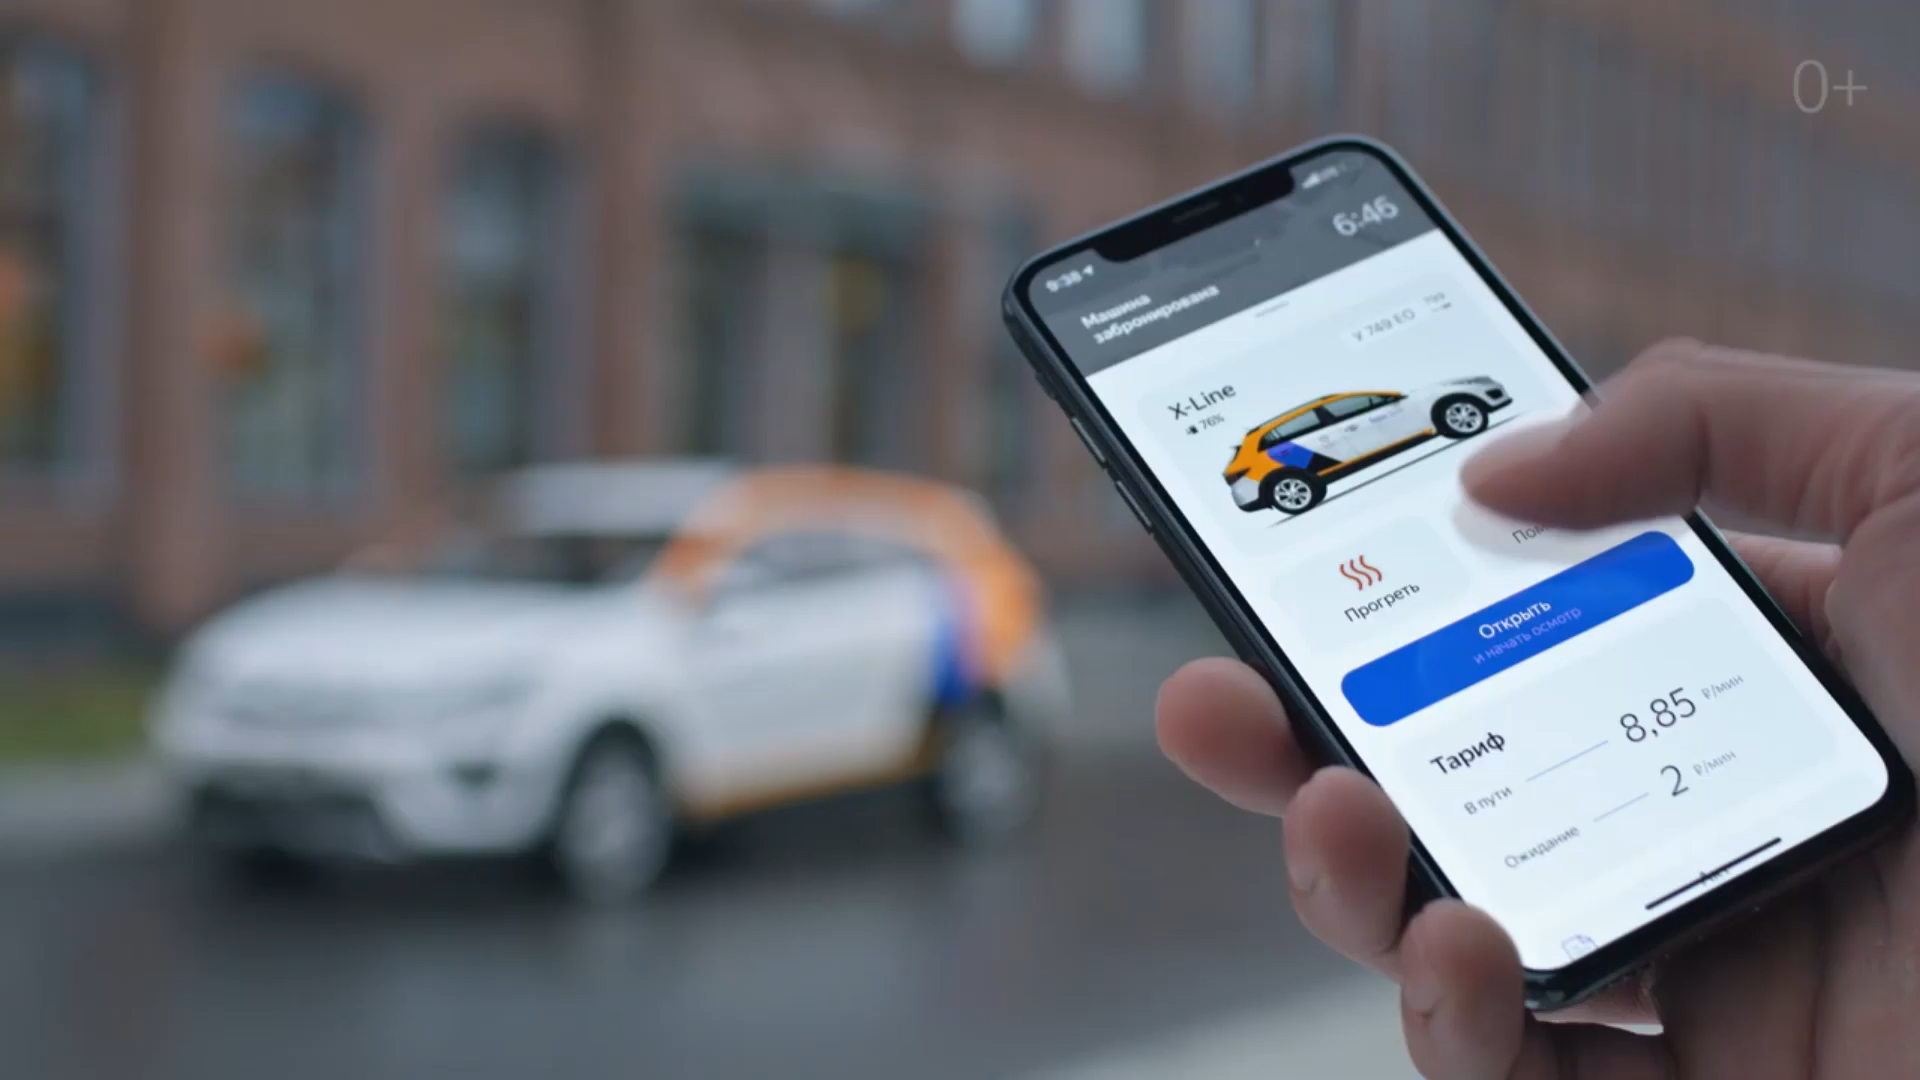 0+
9:38
6:46
Машина
забронирована
У 749 ЕО 799
X-Line
76%
Прогреть
Открыть
и начать осмотр
Тариф
В пути 8,85 ₽/мин
Ожидание 2 ₽/мин